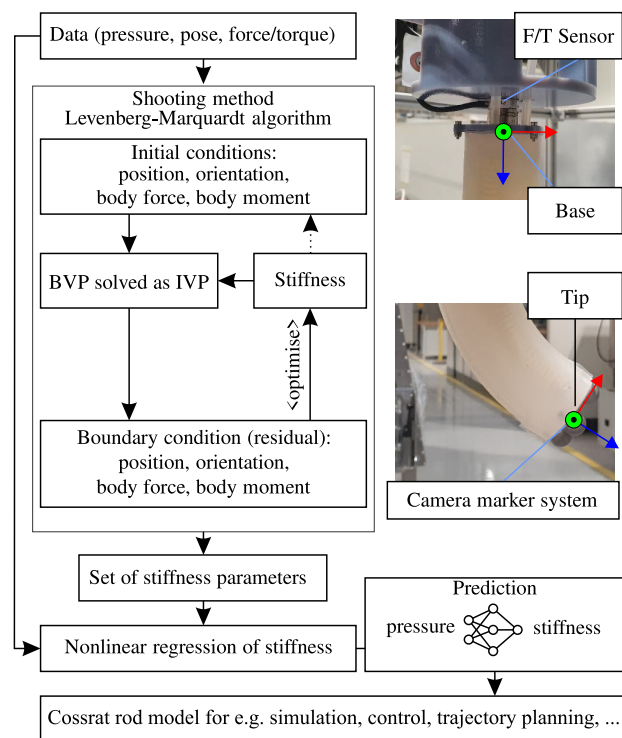 Data (pressure, pose, force/torque)
Shooting method
Levenberg-Marquardt algorithm
Initial conditions:
position, orientation,
body force, body moment
BVP solved as IVP
Stiffness
<optimise>
Boundary condition (residual):
position, orientation,
body force, body moment
Set of stiffness parameters
Nonlinear regression of stiffness
F/T Sensor
Base
Tip
Camera marker system
Prediction
pressure
stiffness
Cossrat rod model for e.g. simulation, control, trajectory planning, ...